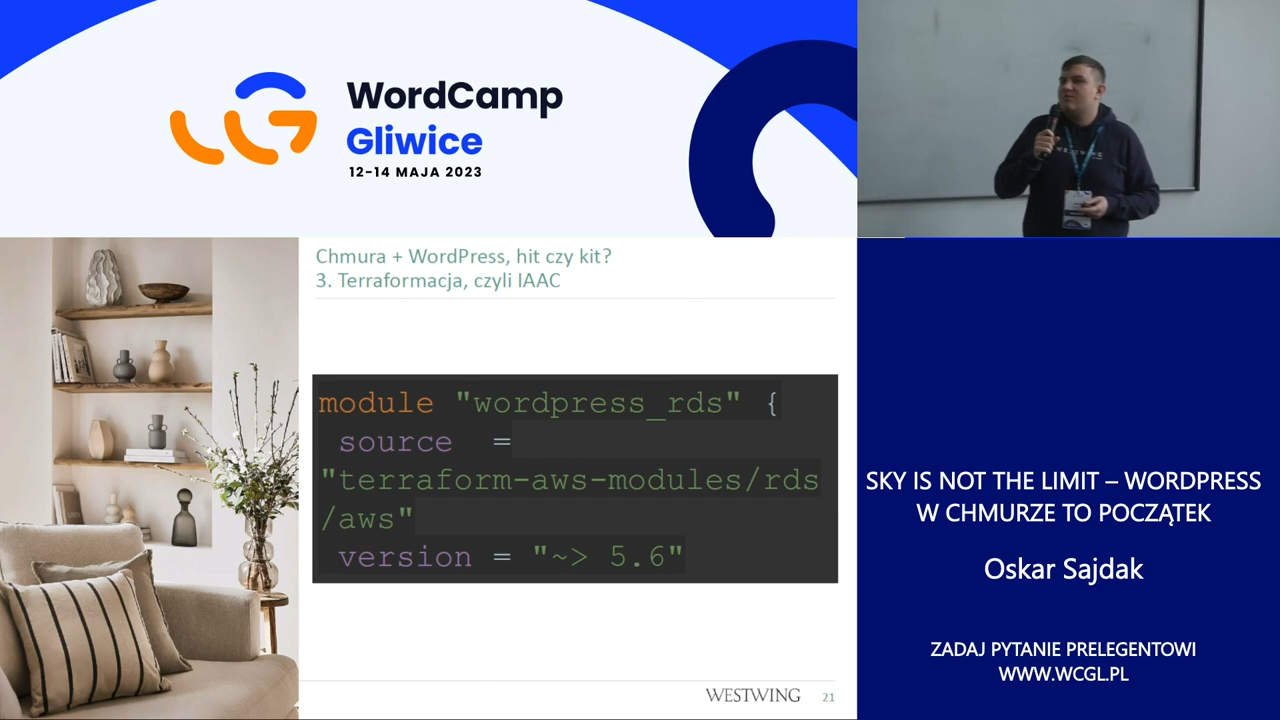 WordCamp
Gliwice
12-14 MAJA 2023
Chmura + WordPress, hit czy kit?
3. Terraformacja, czyli IAAC
module "wordpress_rds" {
source =
"terraform-aws-modules/rds
/aws"
version = "~> 5.6"
WESTWING 21
SKY IS NOT THE LIMIT – WORDPRESS
W CHMURZE TO POCZĄTEK
Oskar Sajdak
ZADAJ PYTANIE PRELEGENTOWI
WWW.WCGL.PL